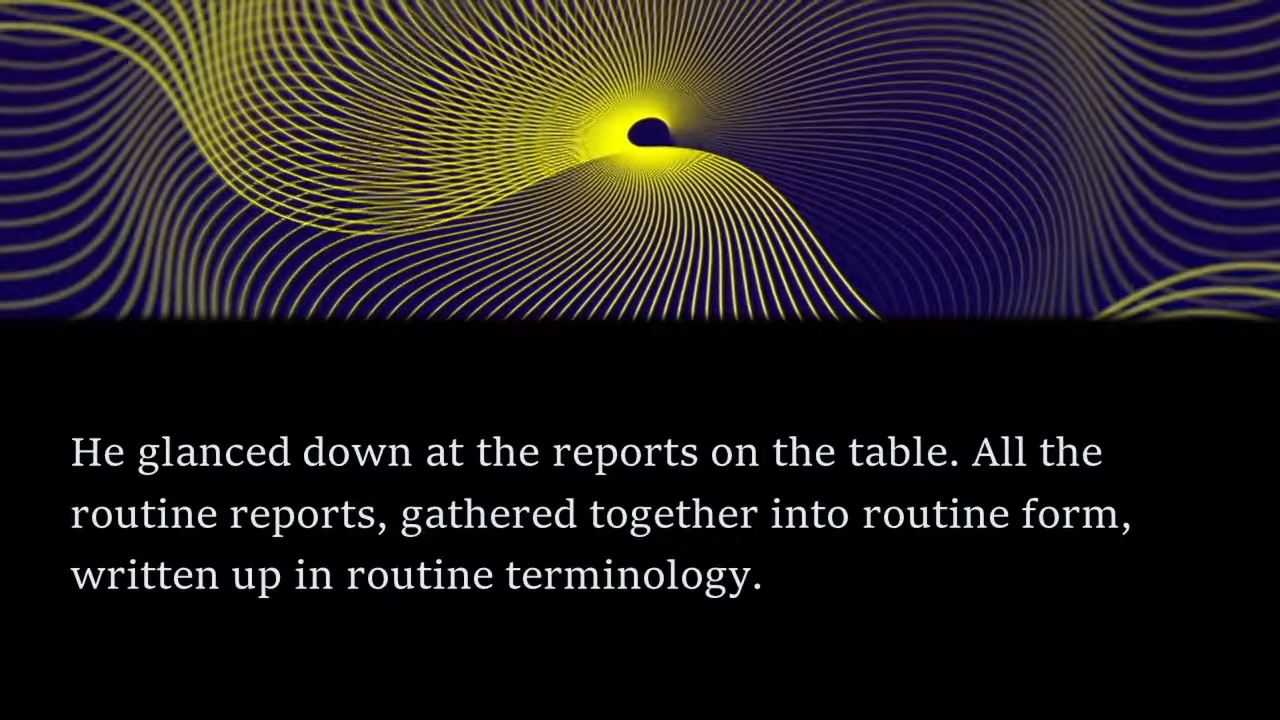 He glanced down at the reports on the table. All the
routine reports, gathered together into routine form,
written up in routine terminology.